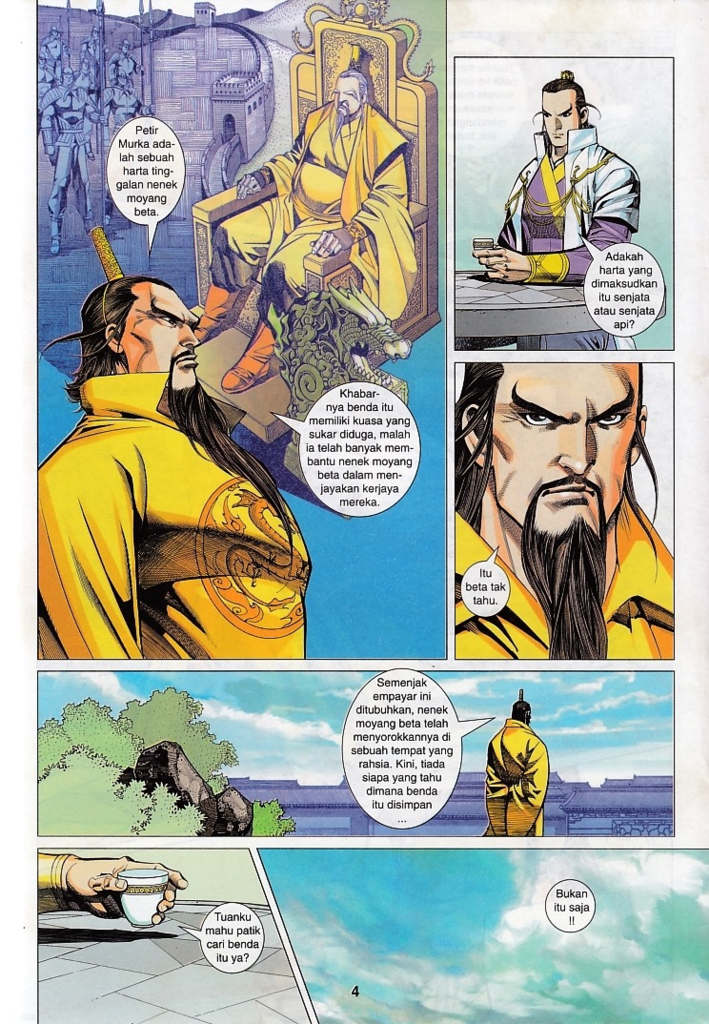 Petir
Murka ada-
lah sebuah
harta ting-
galan nenek
moyang
beta.
Khabar-
nya benda itu
memiliki kuasa yang
sukar diduga, malah
ia telah banyak mem-
bantu nenek moyang
beta dalam men-
jayakan kerjaya
mereka.
Adakah
harta yang
dimaksudkan
itu senjata
atau senjata
api?
Itu
beta tak
tahu.
Semenjak
empayar ini
ditubuhkan, nenek
moyang beta telah
menyorokkannya di
sebuah tempat yang
rahsia. Kini, tiada
siapa yang tahu
dimana benda
itu disimpan
...
Tuanku
mahu patik
cari benda
itu ya?
Bukan
itu saja
!!
4